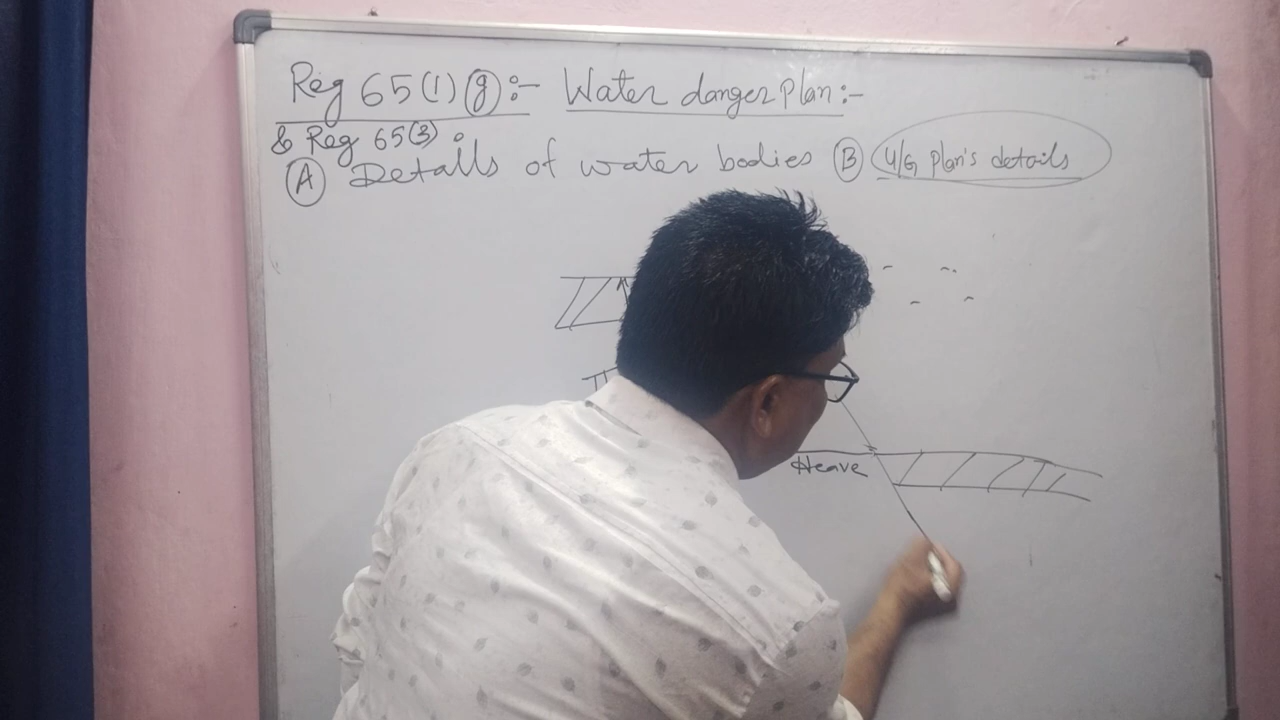 Reg 65(1) (g):- Water danger Plan:-
& Reg 65(3) :
(A) Details of water bodies (B) U/G Plan's details
Heave